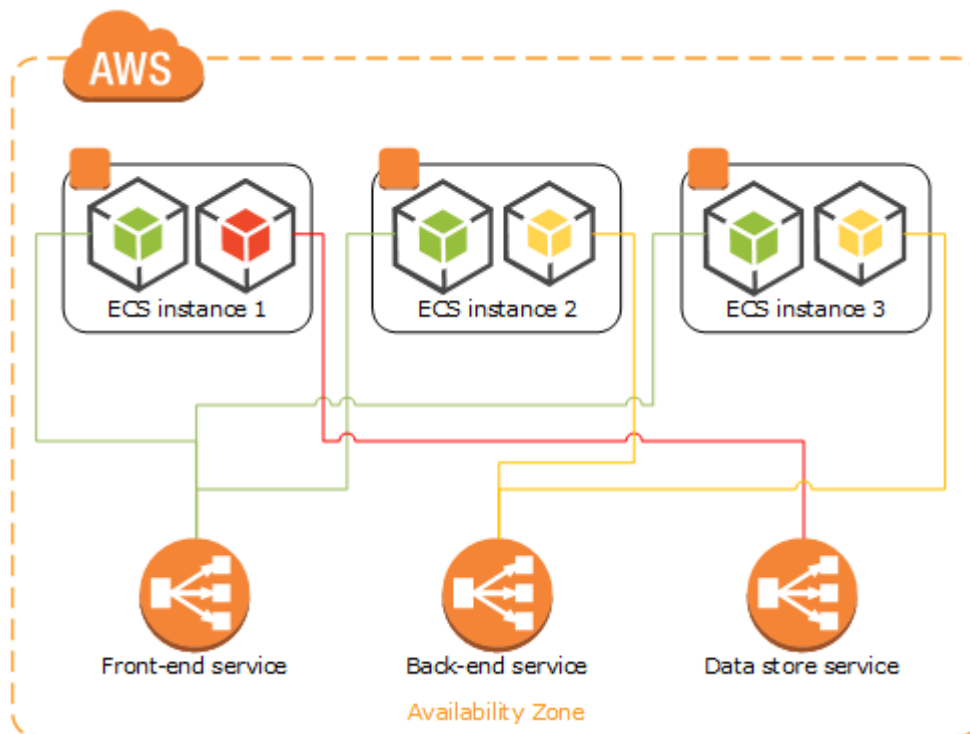 AWS
ECS instance 1
ECS instance 2
ECS instance 3
Front-end service
Back-end service
Data store service
Availability Zone